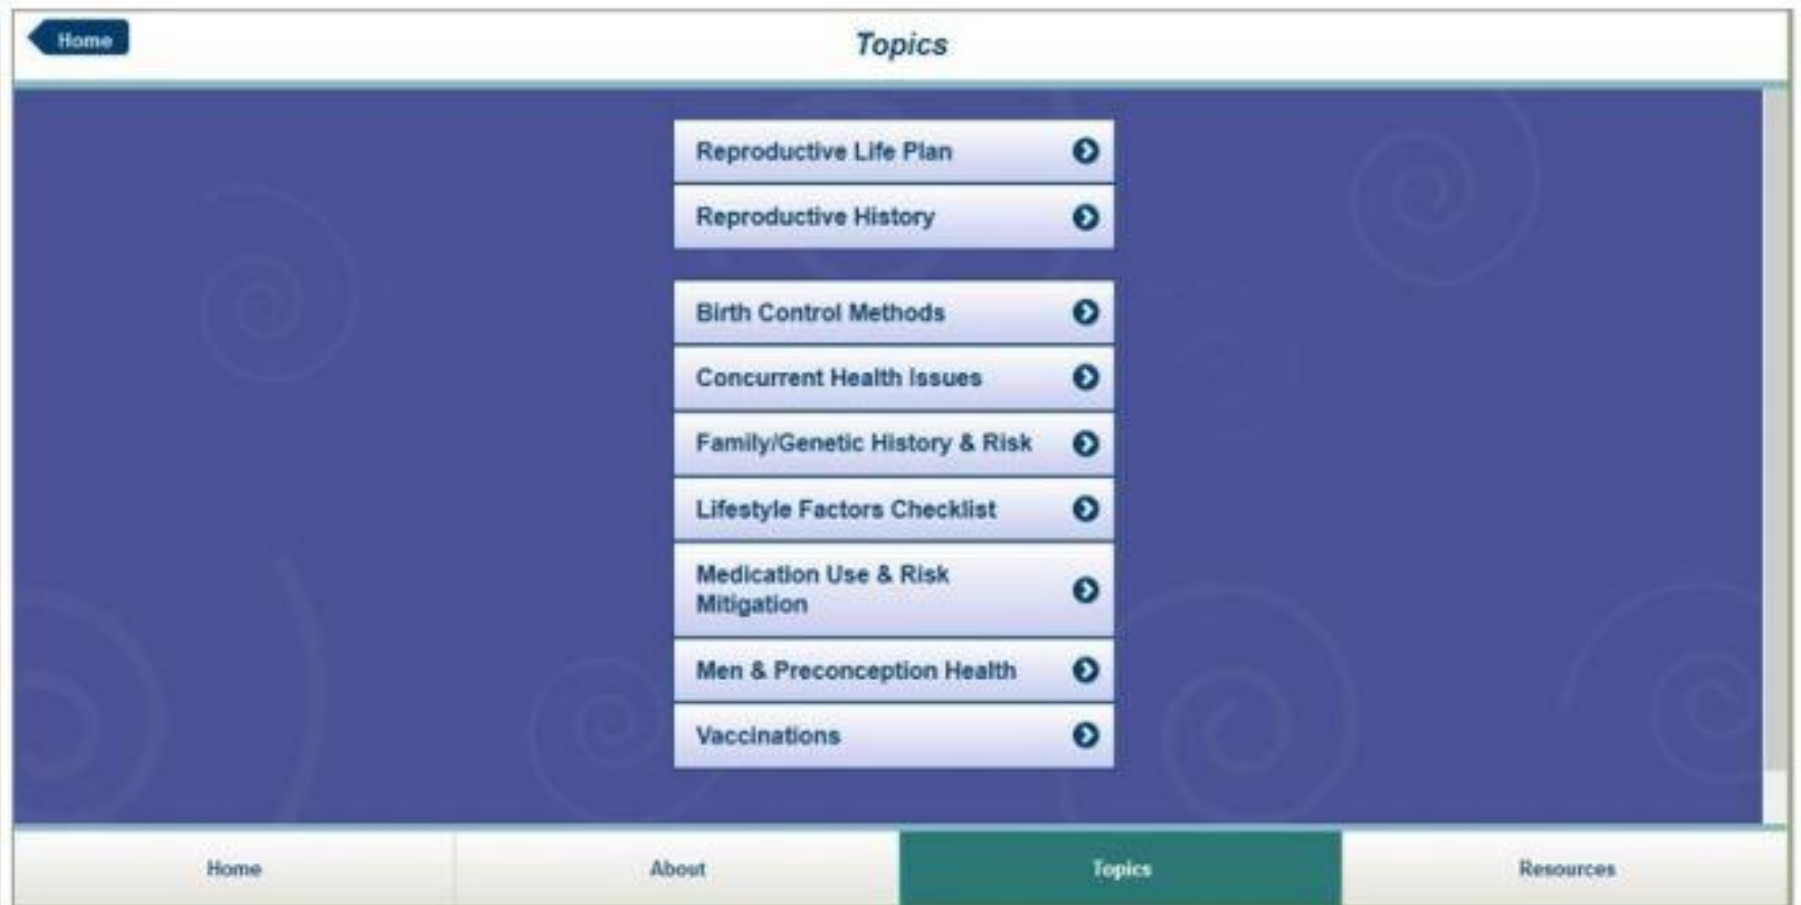 Home
Topics
Reproductive Life Plan
Reproductive History
Birth Control Methods
Concurrent Health Issues
Family/Genetic History & Risk
Lifestyle Factors Checklist
Medication Use & Risk
Mitigation
Men & Preconception Health
Vaccinations
Home
About
Topics
Resources